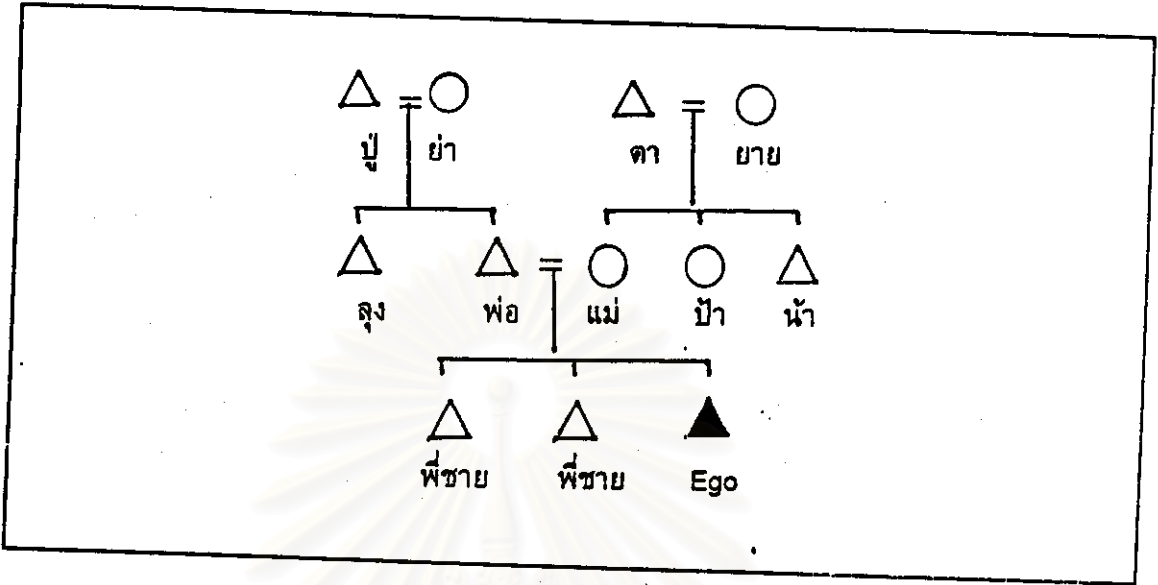 ปู่ ย่า ตา ยาย
ลุง พ่อ แม่ ป้า น้า
พี่ชาย พี่ชาย Ego